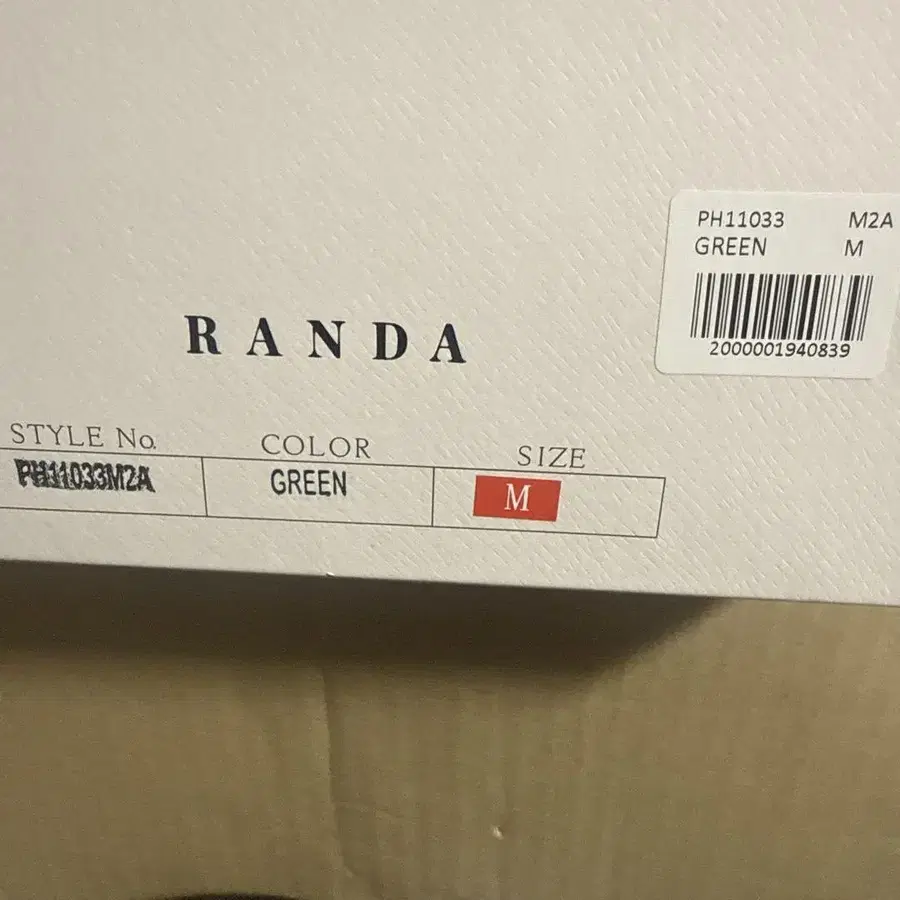 PH11033 M2A
GREEN M
2000001940839
RANDA
STYLE No. COLOR SIZE
PH11033M2A GREEN M